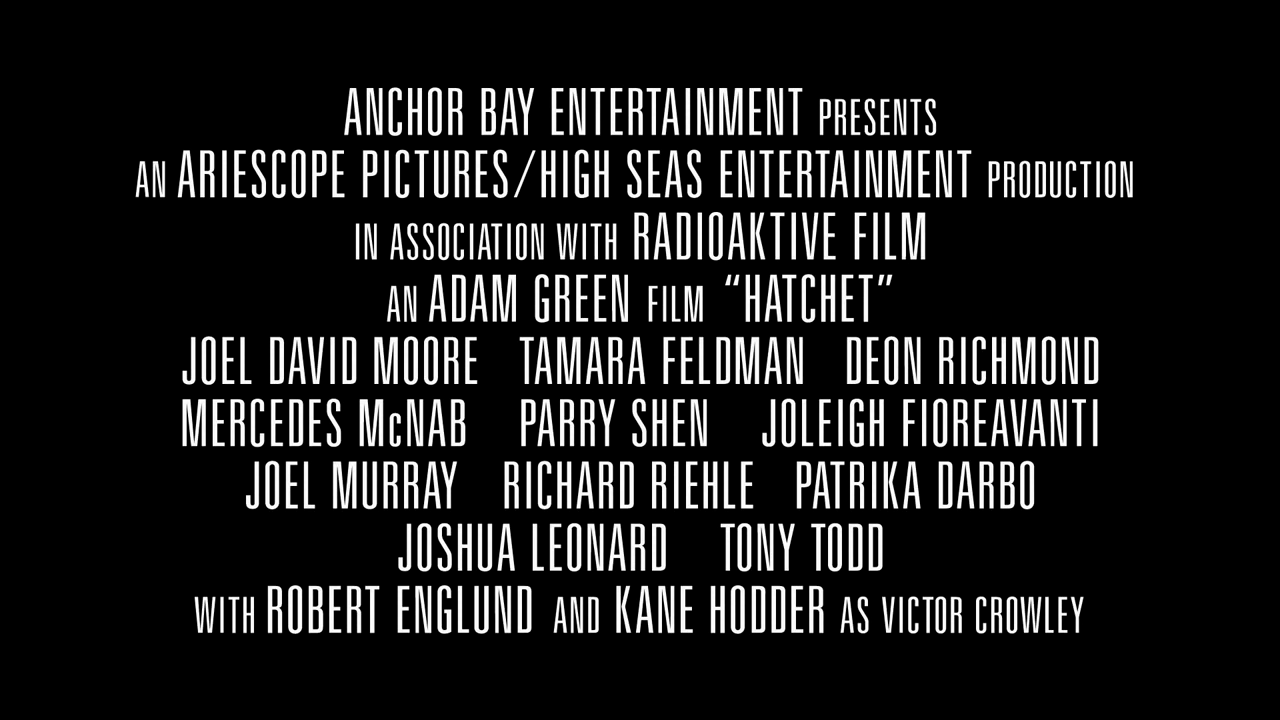 ANCHOR BAY ENTERTAINMENT PRESENTS
AN ARIESCOPE PICTURES/HIGH SEAS ENTERTAINMENT PRODUCTION
IN ASSOCIATION WITH RADIOAKTIVE FILM
AN ADAM GREEN FILM “HATCHET”
JOEL DAVID MOORE TAMARA FELDMAN DEON RICHMOND
MERCEDES McNAB PARRY SHEN JOLEIGH FIOREAVANTI
JOEL MURRAY RICHARD RIEHLE PATRIKA DARBO
JOSHUA LEONARD TONY TODD
WITH ROBERT ENGLUND AND KANE HODDER AS VICTOR CROWLEY